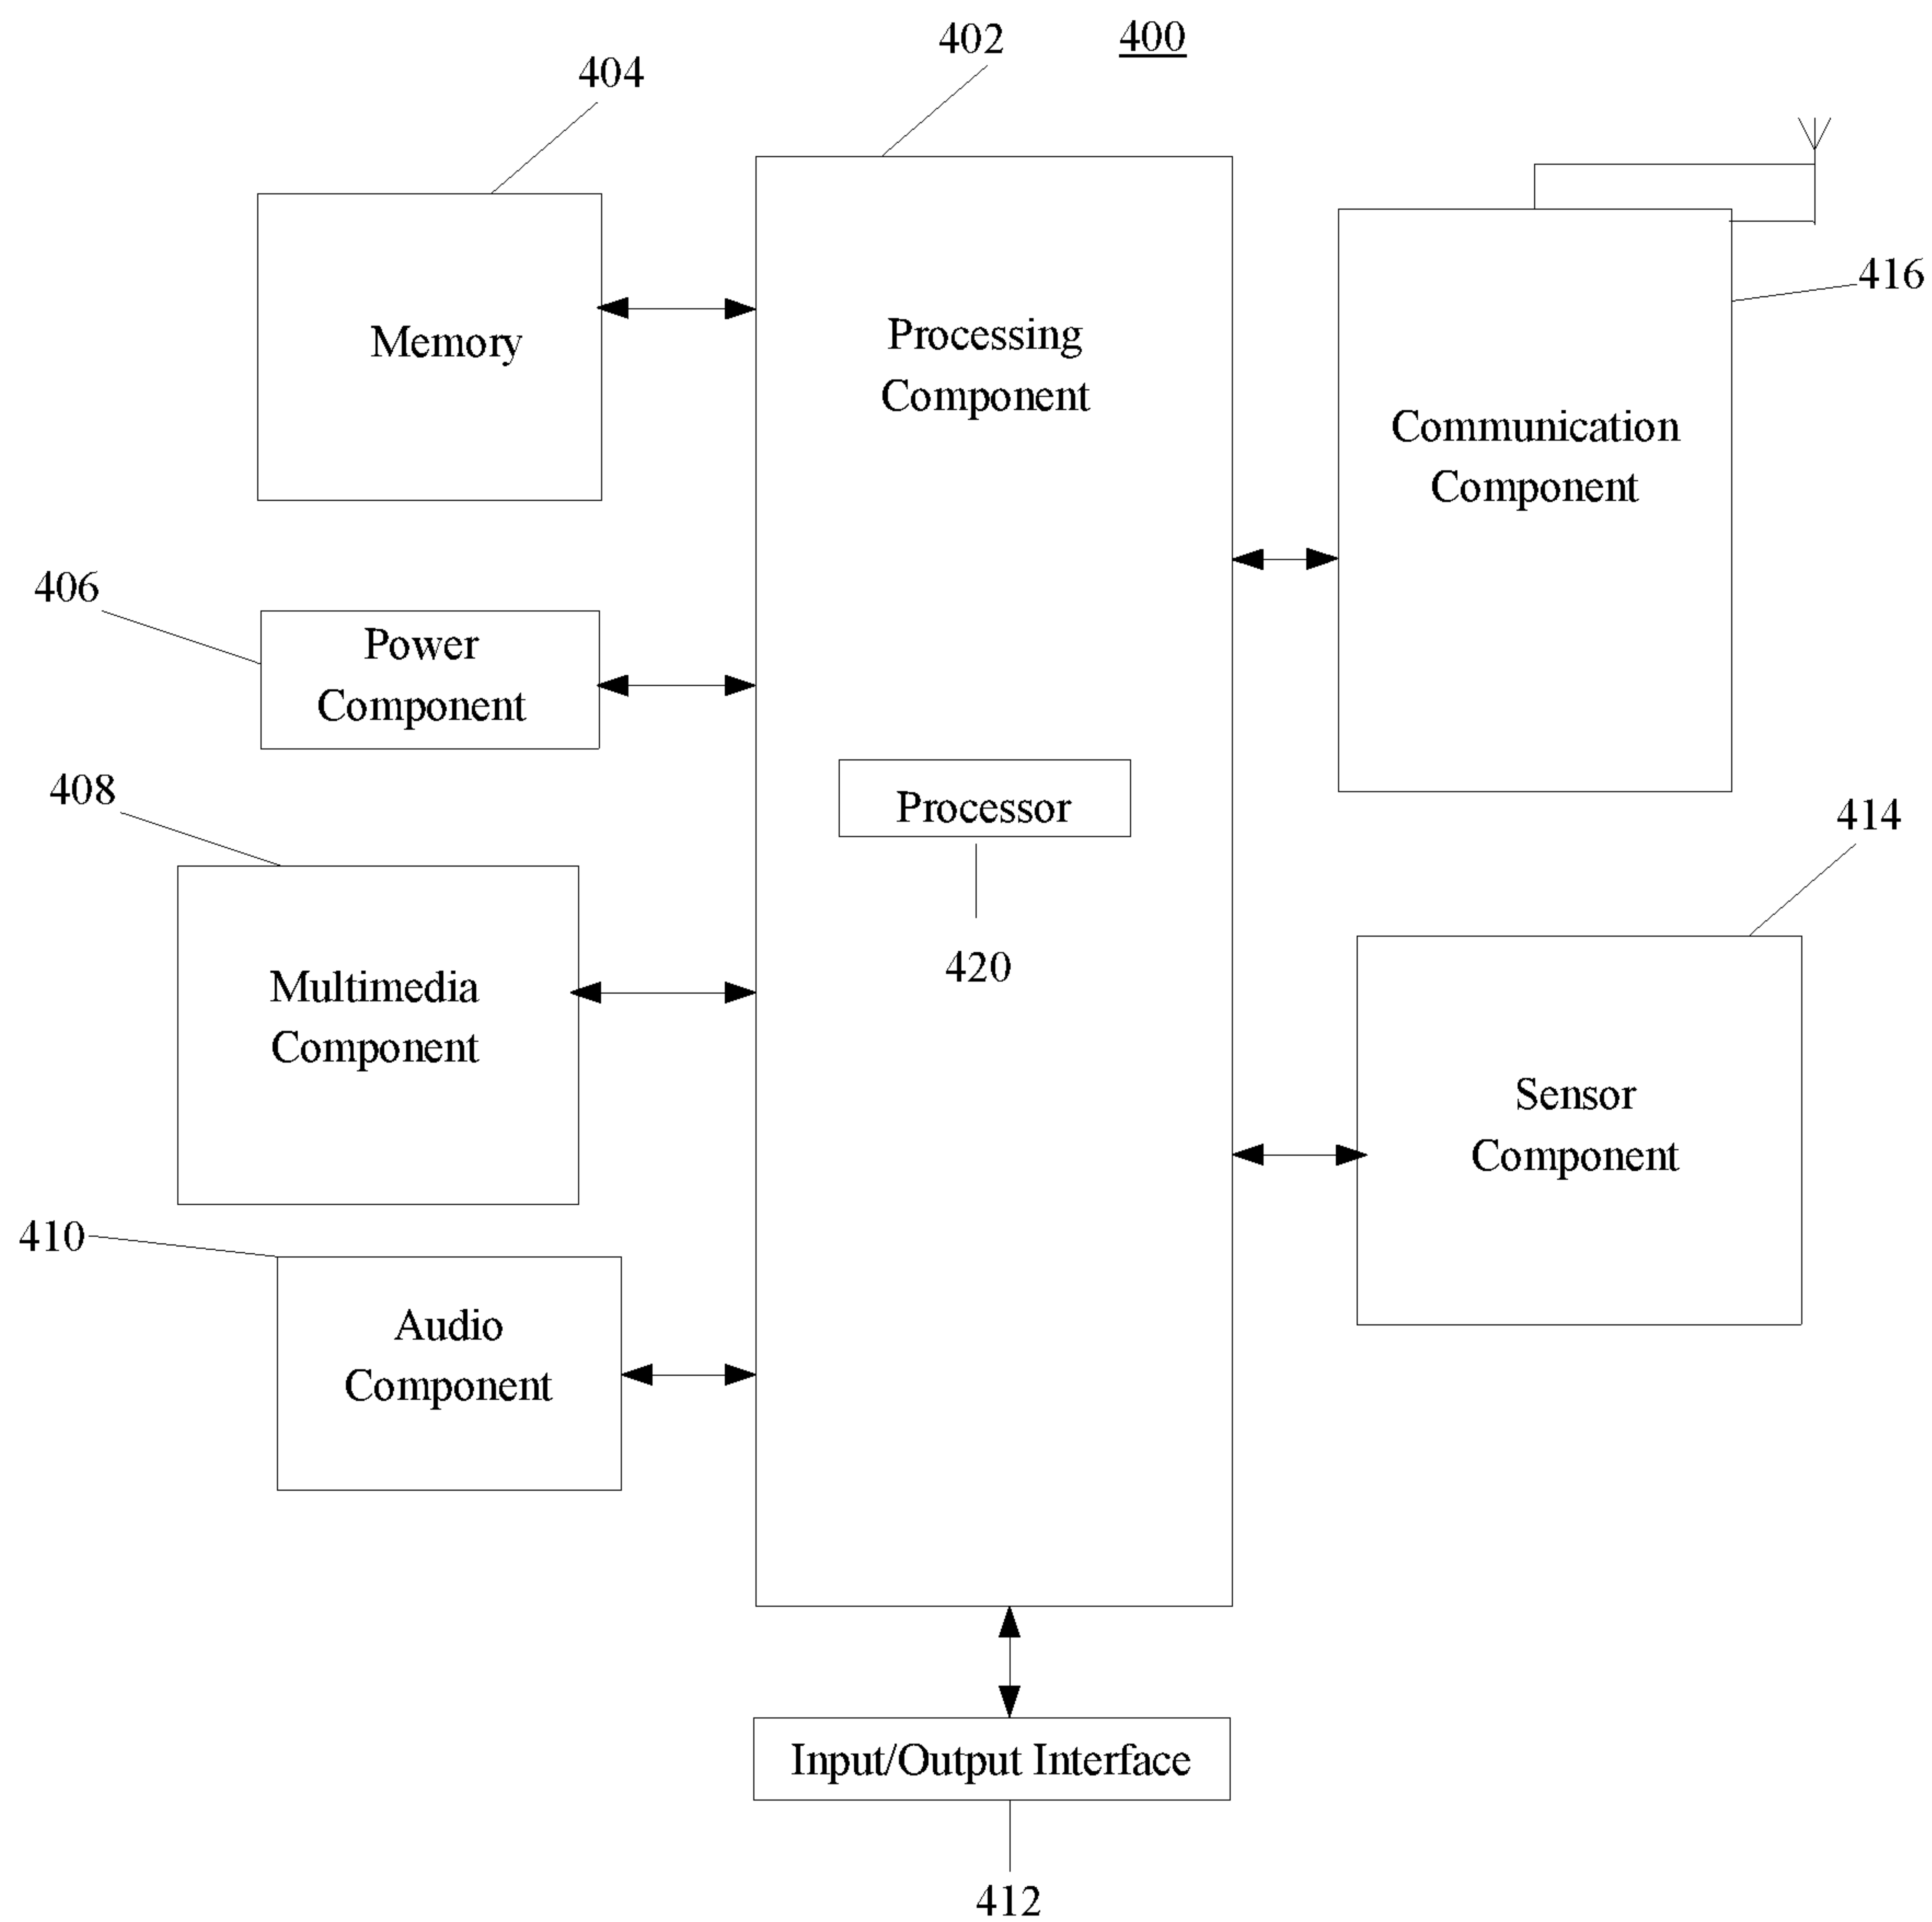 402
400
404
416
Memory
Processing
Component
Communication
Component
406
Power
Component
408
Processor
414
420
Multimedia
Component
Sensor
Component
410
Audio
Component
Input/Output Interface
412